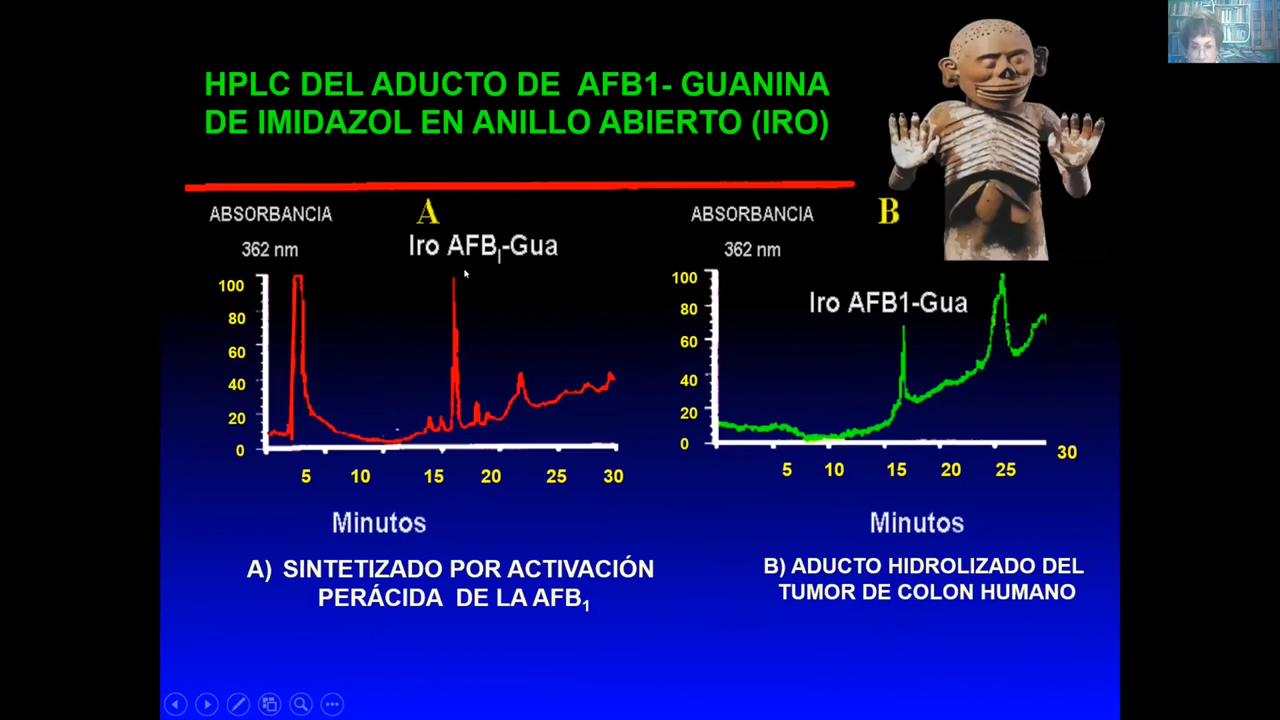 HPLC DEL ADUCTO DE AFB1- GUANINA
DE IMIDAZOL EN ANILLO ABIERTO (IRO)
ABSORBANCIA
362 nm
A
Iro AFB1-Gua
100
80
60
40
20
0
5 10 15 20 25 30
Minutos
A) SINTETIZADO POR ACTIVACIÓN
PERÁCIDA DE LA AFB1
ABSORBANCIA
362 nm
B
Iro AFB1-Gua
100
80
60
40
20
0
5 10 15 20 25 30
Minutos
B) ADUCTO HIDROLIZADO DEL
TUMOR DE COLON HUMANO